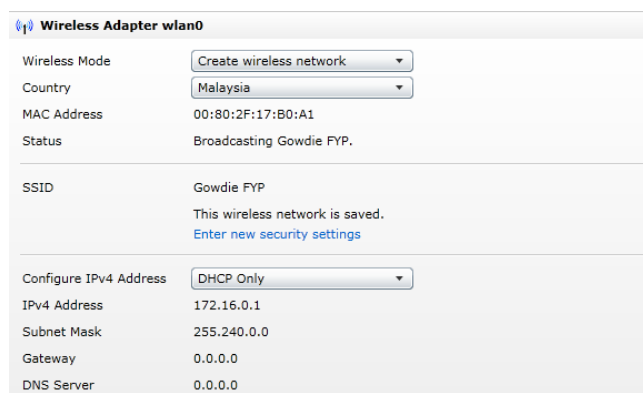 Wireless Adapter wlan0
Wireless Mode Create wireless network
Country Malaysia
MAC Address 00:80:2F:17:B0:A1
Status Broadcasting Gowdie FYP.
SSID Gowdie FYP
This wireless network is saved.
Enter new security settings
Configure IPv4 Address DHCP Only
IPv4 Address 172.16.0.1
Subnet Mask 255.240.0.0
Gateway 0.0.0.0
DNS Server 0.0.0.0